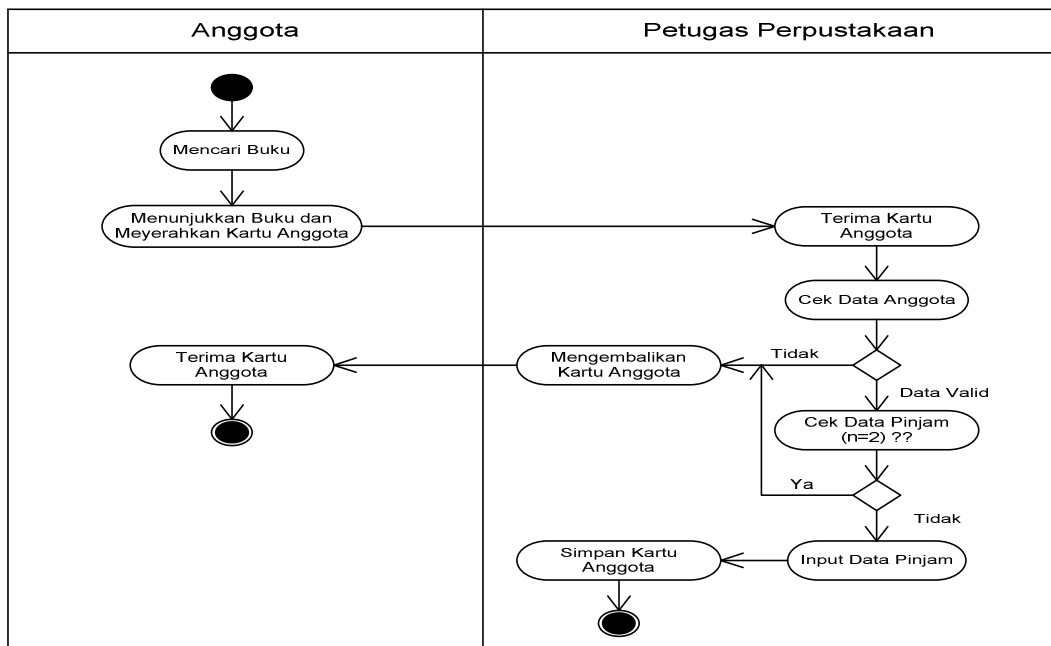 Anggota
Petugas Perpustakaan
Mencari Buku
Menunjukkan Buku dan
Meyerahkan Kartu Anggota
Terima Kartu
Anggota
Cek Data Anggota
Tidak
Mengembalikan
Kartu Anggota
Terima Kartu
Anggota
Data Valid
Cek Data Pinjam
(n=2) ??
Ya
Tidak
Input Data Pinjam
Simpan Kartu
Anggota